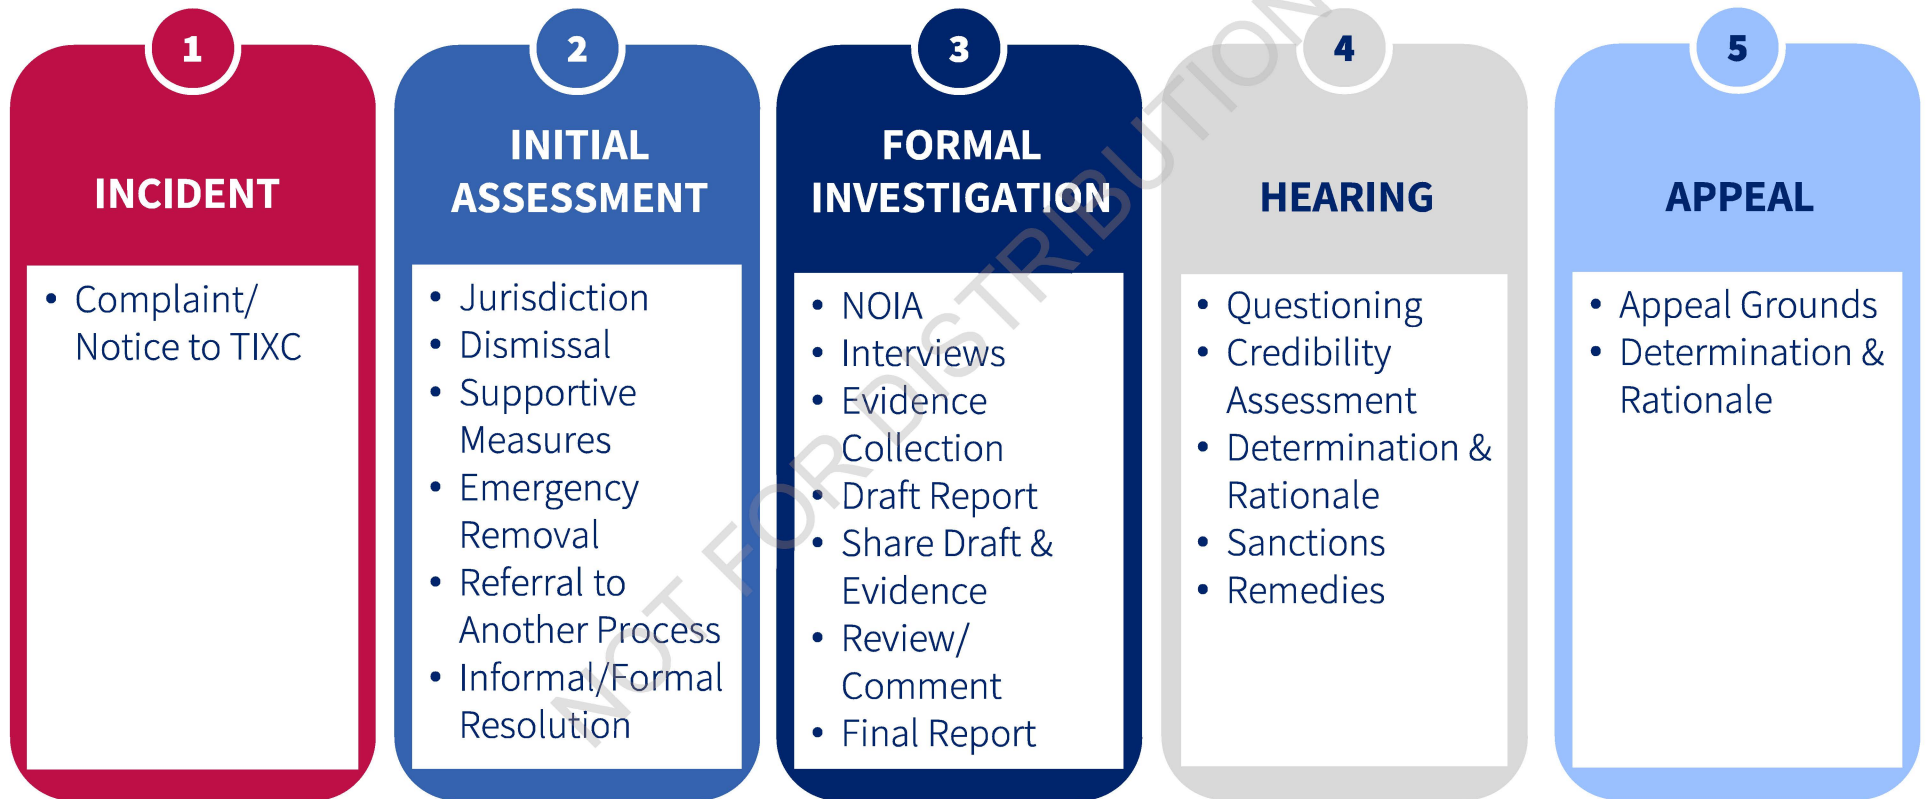 1
INCIDENT
• Complaint/
Notice to TIXC
2
INITIAL
ASSESSMENT
• Jurisdiction
• Dismissal
• Supportive
Measures
• Emergency
Removal
• Referral to
Another Process
• Informal/Formal
Resolution
3
FORMAL
INVESTIGATION
• NOIA
• Interviews
• Evidence
Collection
• Draft Report
• Share Draft &
Evidence
• Review/
Comment
• Final Report
4
HEARING
• Questioning
• Credibility
Assessment
• Determination &
Rationale
• Sanctions
• Remedies
5
APPEAL
• Appeal Grounds
• Determination &
Rationale
NOT FOR DISTRIBUTION